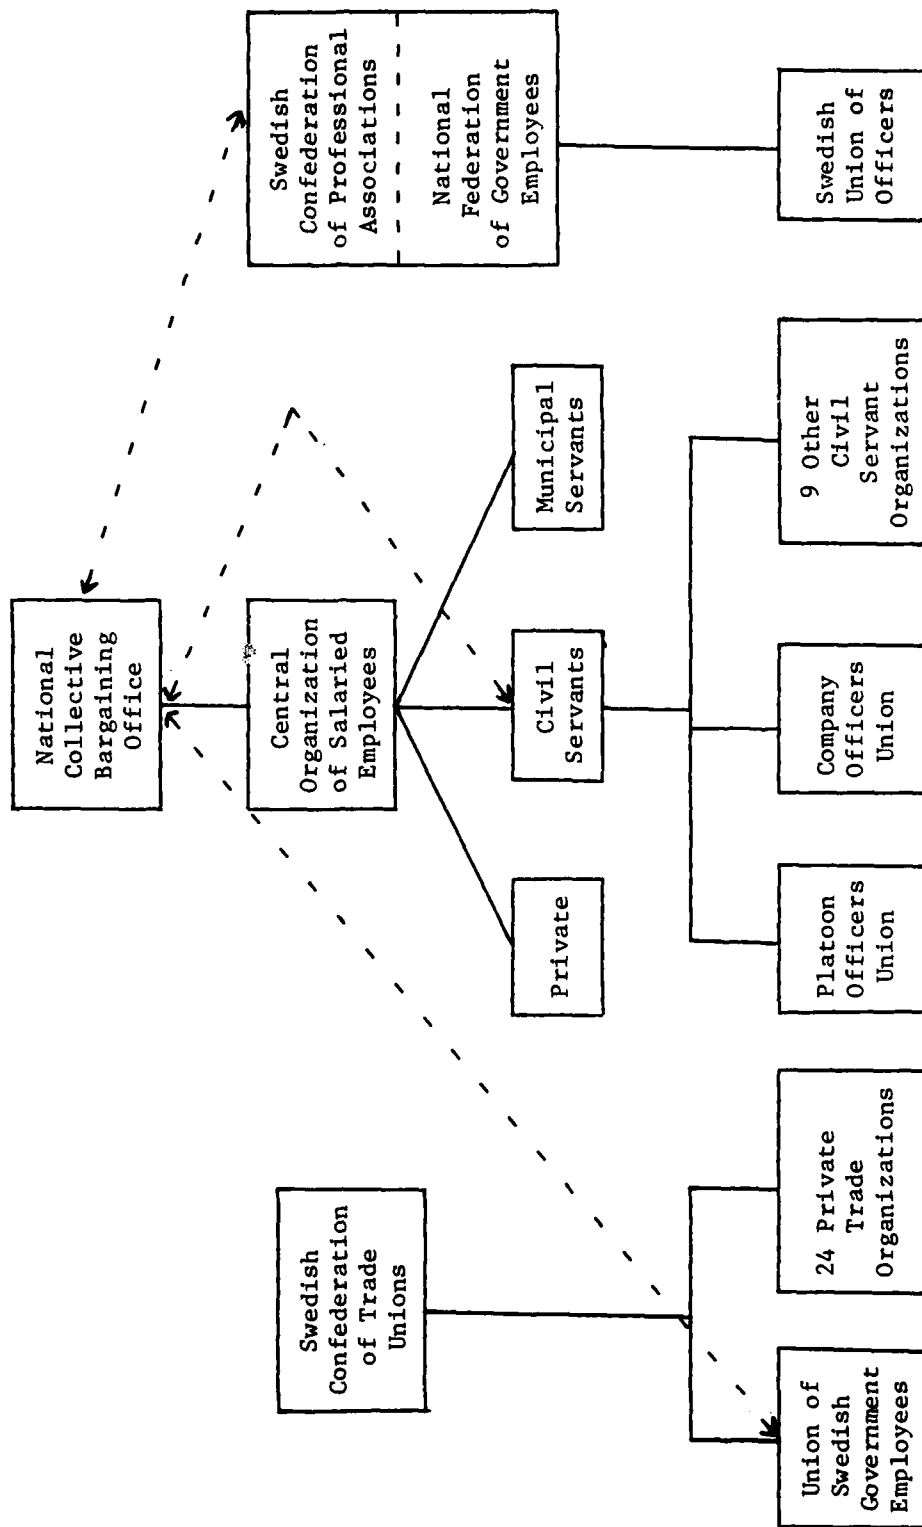 National
Collective
Bargaining
Office
Swedish
Confederation
of Trade
Unions
Central
Organization
of Salaried
Employees
Swedish
Confederation
of Professional
Associations
National
Federation
of Government
Employees
Private
Civil
Servants
Municipal
Servants
Union of
Swedish
Government
Employees
24 Private
Trade
Organizations
Platoon
Officers
Union
Company
Officers
Union
9 Other
Civil
Servant
Organizations
Swedish
Union of
Officers